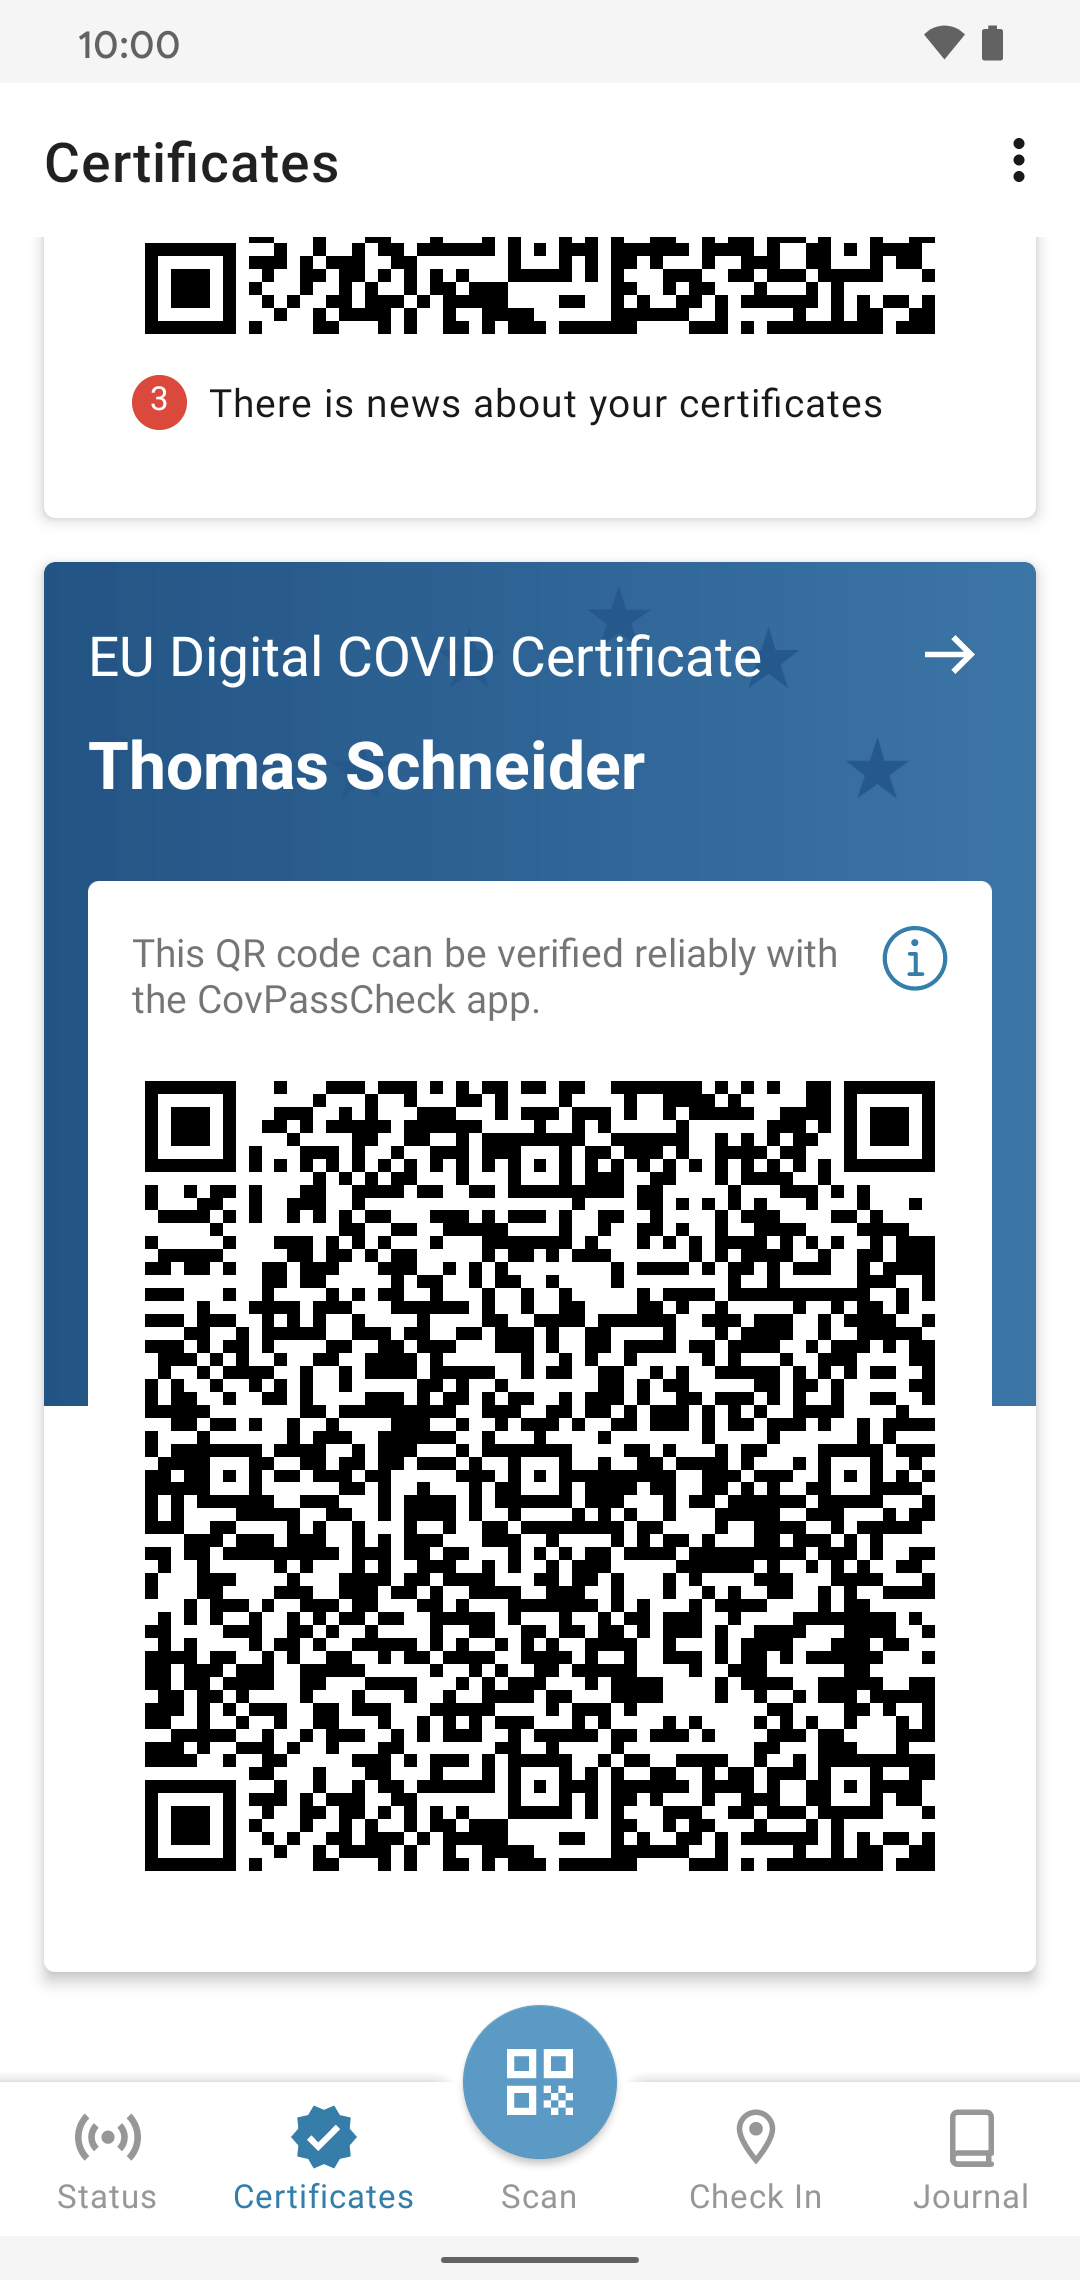 10:00
Certificates
3 There is news about your certificates
EU Digital COVID Certificate
Thomas Schneider
This QR code can be verified reliably with
the CovPassCheck app.
Status
Certificates
Scan
Check In
Journal